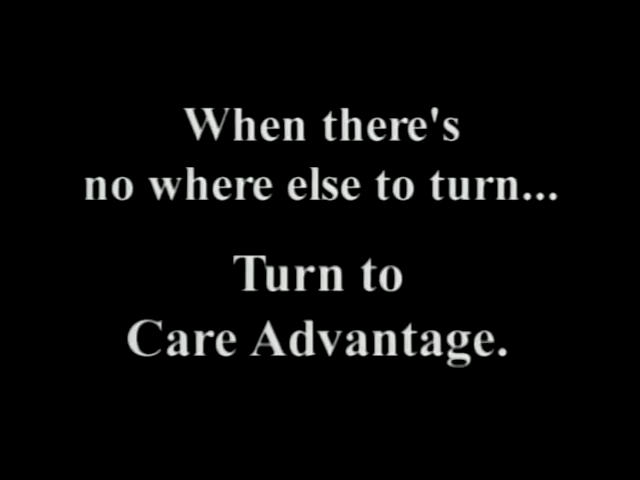 When there's
no where else to turn...
Turn to
Care Advantage.